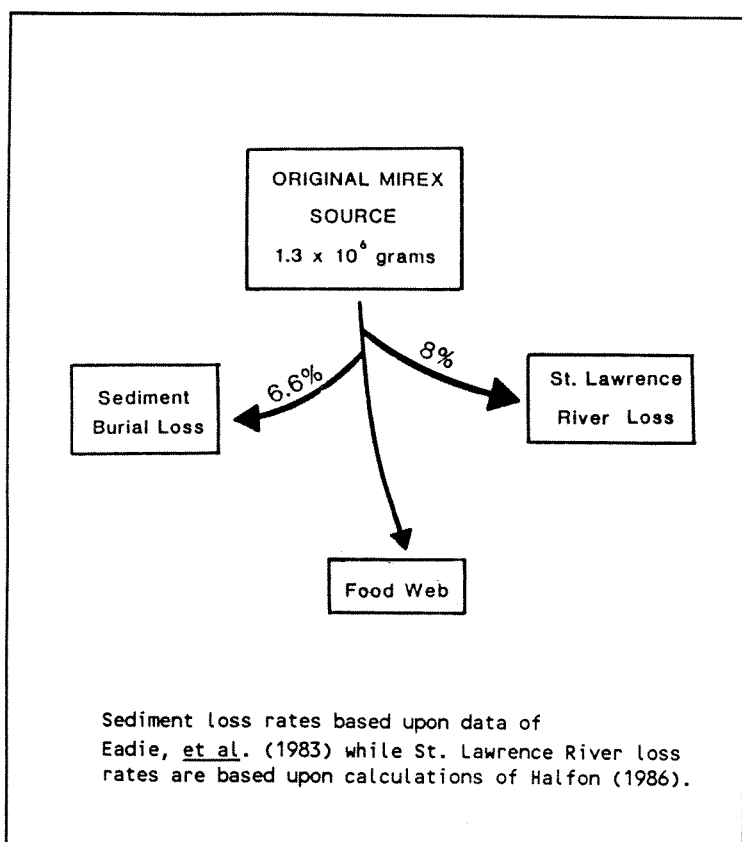 ORIGINAL MIREX
SOURCE
1.3 x 10⁶ grams
6.6%
8%
Sediment
Burial Loss
St. Lawrence
River Loss
Food Web
Sediment loss rates based upon data of
Eadie, et al. (1983) while St. Lawrence River loss
rates are based upon calculations of Halfon (1986).